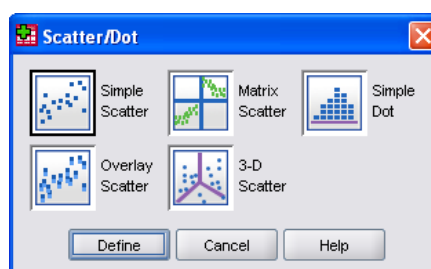 Scatter/Dot
Simple
Scatter
Matrix
Scatter
Simple
Dot
Overlay
Scatter
3-D
Scatter
Define
Cancel
Help